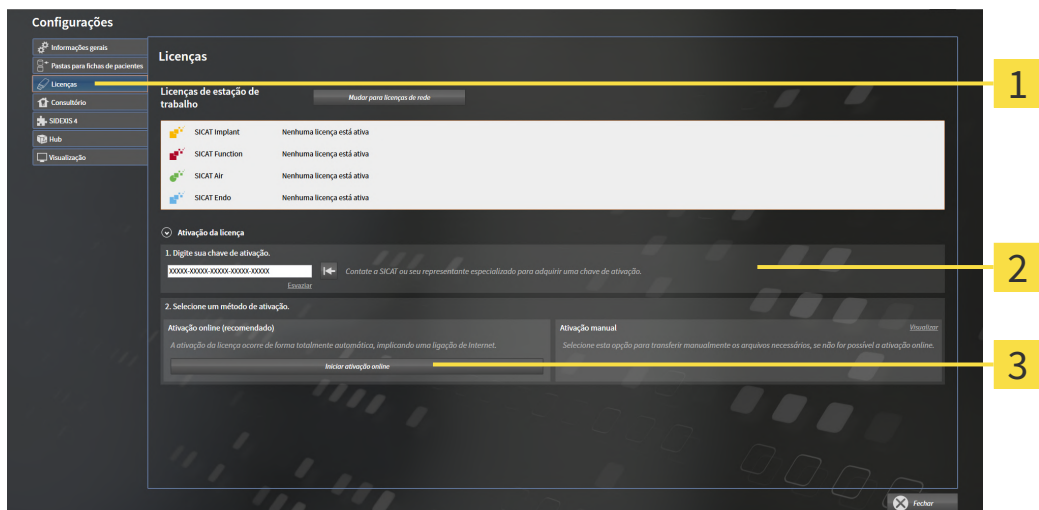 Configurações
Informações gerais
Pastas para fichas de pacientes
Licenças
Consultório
SIDEXIS 4
Hub
Visualização
Licenças
Licenças de estação de
trabalho
Mudar para licenças de rede
SICAT Implant Nenhuma licença está ativa
SICAT Function Nenhuma licença está ativa
SICAT Air Nenhuma licença está ativa
SICAT Endo Nenhuma licença está ativa
Ativação da licença
1. Digite sua chave de ativação.
XXXXX-XXXXX-XXXXX-XXXXX-XXXXX
Contate a SICAT ou seu representante especializado para adquirir uma chave de ativação.
Esvaziar
2. Selecione um método de ativação.
Ativação online (recomendado)
A ativação da licença ocorre de forma totalmente automática, implicando uma ligação de Internet.
Iniciar ativação online
Ativação manual Visualizar
Selecione esta opção para transferir manualmente os arquivos necessários, se não for possível a ativação online.
Fechar
1
2
3